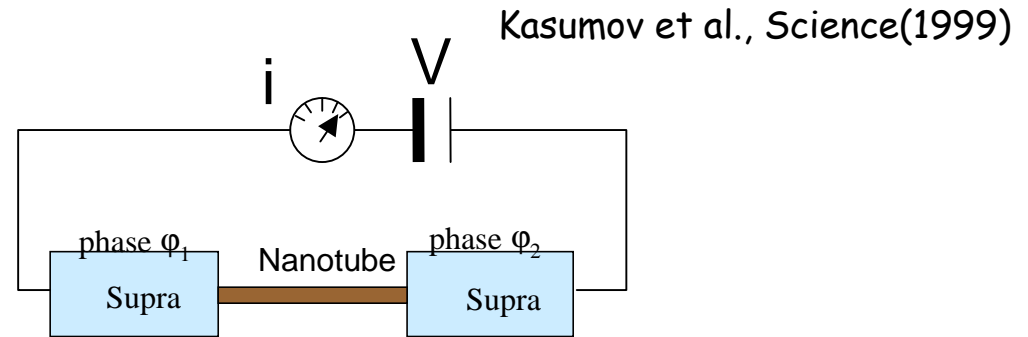 Kasumov et al., Science(1999)
i
V
phase φ₁
Nanotube
phase φ₂
Supra
Supra